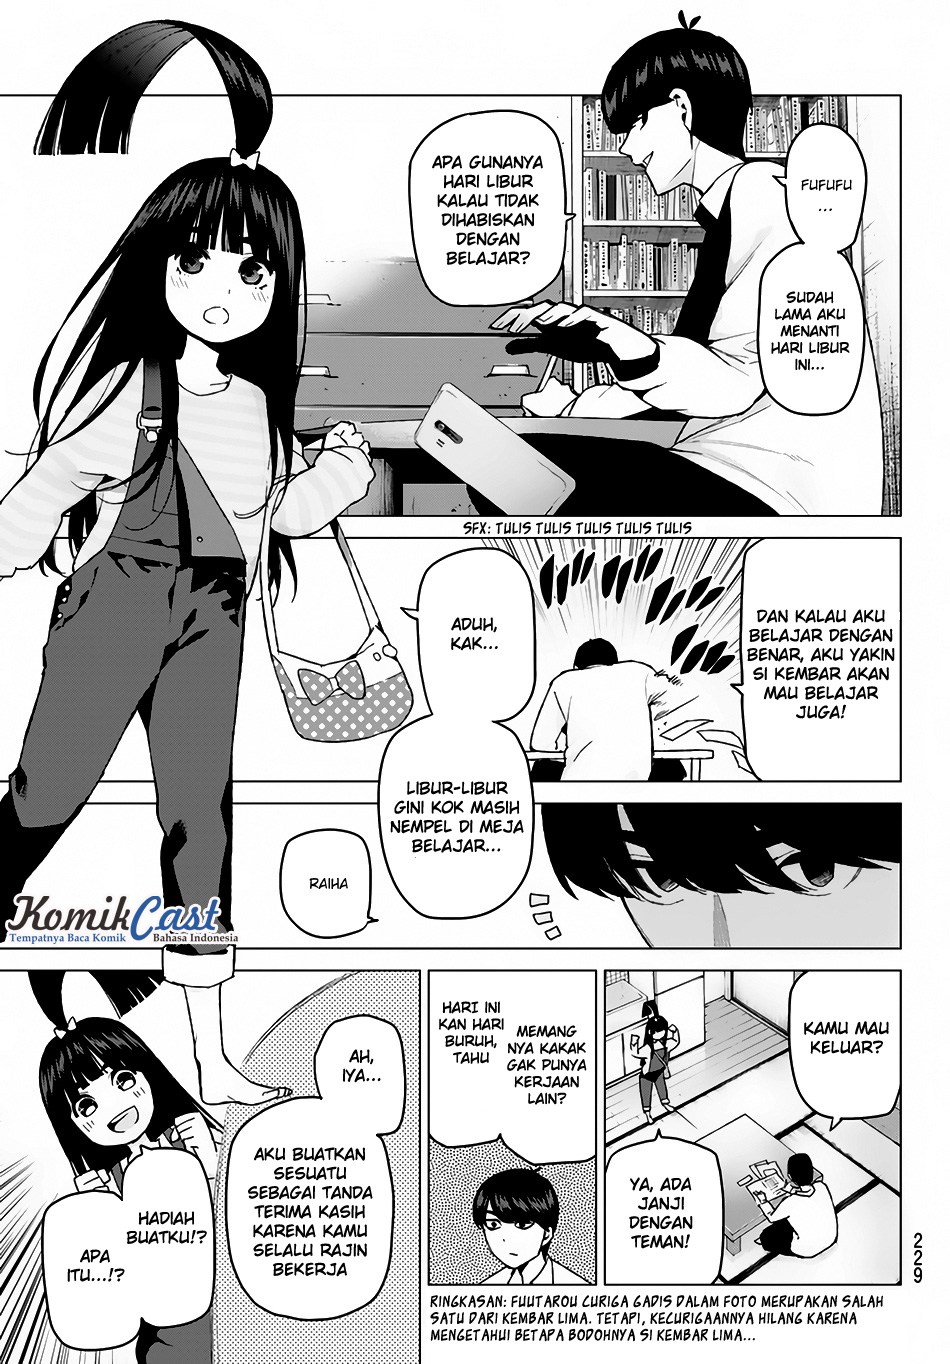 FUFUFU
...
SUDAH
LAMA AKU
MENANTI
HARI LIBUR
INI...
APA GUNANYA
HARI LIBUR
KALAU TIDAK
DIHABISKAN
DENGAN
BELAJAR?
SFX: TULIS TULIS TULIS TULIS TULIS
DAN KALAU AKU
BELAJAR DENGAN
BENAR, AKU YAKIN
SI KEMBAR AKAN
MAU BELAJAR
JUGA!
ADUH,
KAK...
LIBUR-LIBUR
GINI KOK MASIH
NEMPEL DI MEJA
BELAJAR...
RAIHA
KomikCast
Tempatnya Baca Komik Bahasa Indonesia
KAMU MAU
KELUAR?
YA, ADA
JANJI
DENGAN
TEMAN!
MEMANG
NYA KAKAK
GAK PUNYA
KERJAAN
LAIN?
HARI INI
KAN HARI
BURUH,
TAHU
AH,
IYA...
AKU BUATKAN
SESUATU
SEBAGAI TANDA
TERIMA KASIH
KARENA KAMU
SELALU RAJIN
BEKERJA
HADIAH
BUATKU!?
APA
ITU...!?
229
RINGKASAN: FUUTAROU CURIGA GADIS DALAM FOTO MERUPAKAN SALAH
SATU DARI KEMBAR LIMA. TETAPI, KECURIGAANNYA HILANG KARENA
MENGETAHUI BETAPA BODOHNYA SI KEMBAR LIMA...